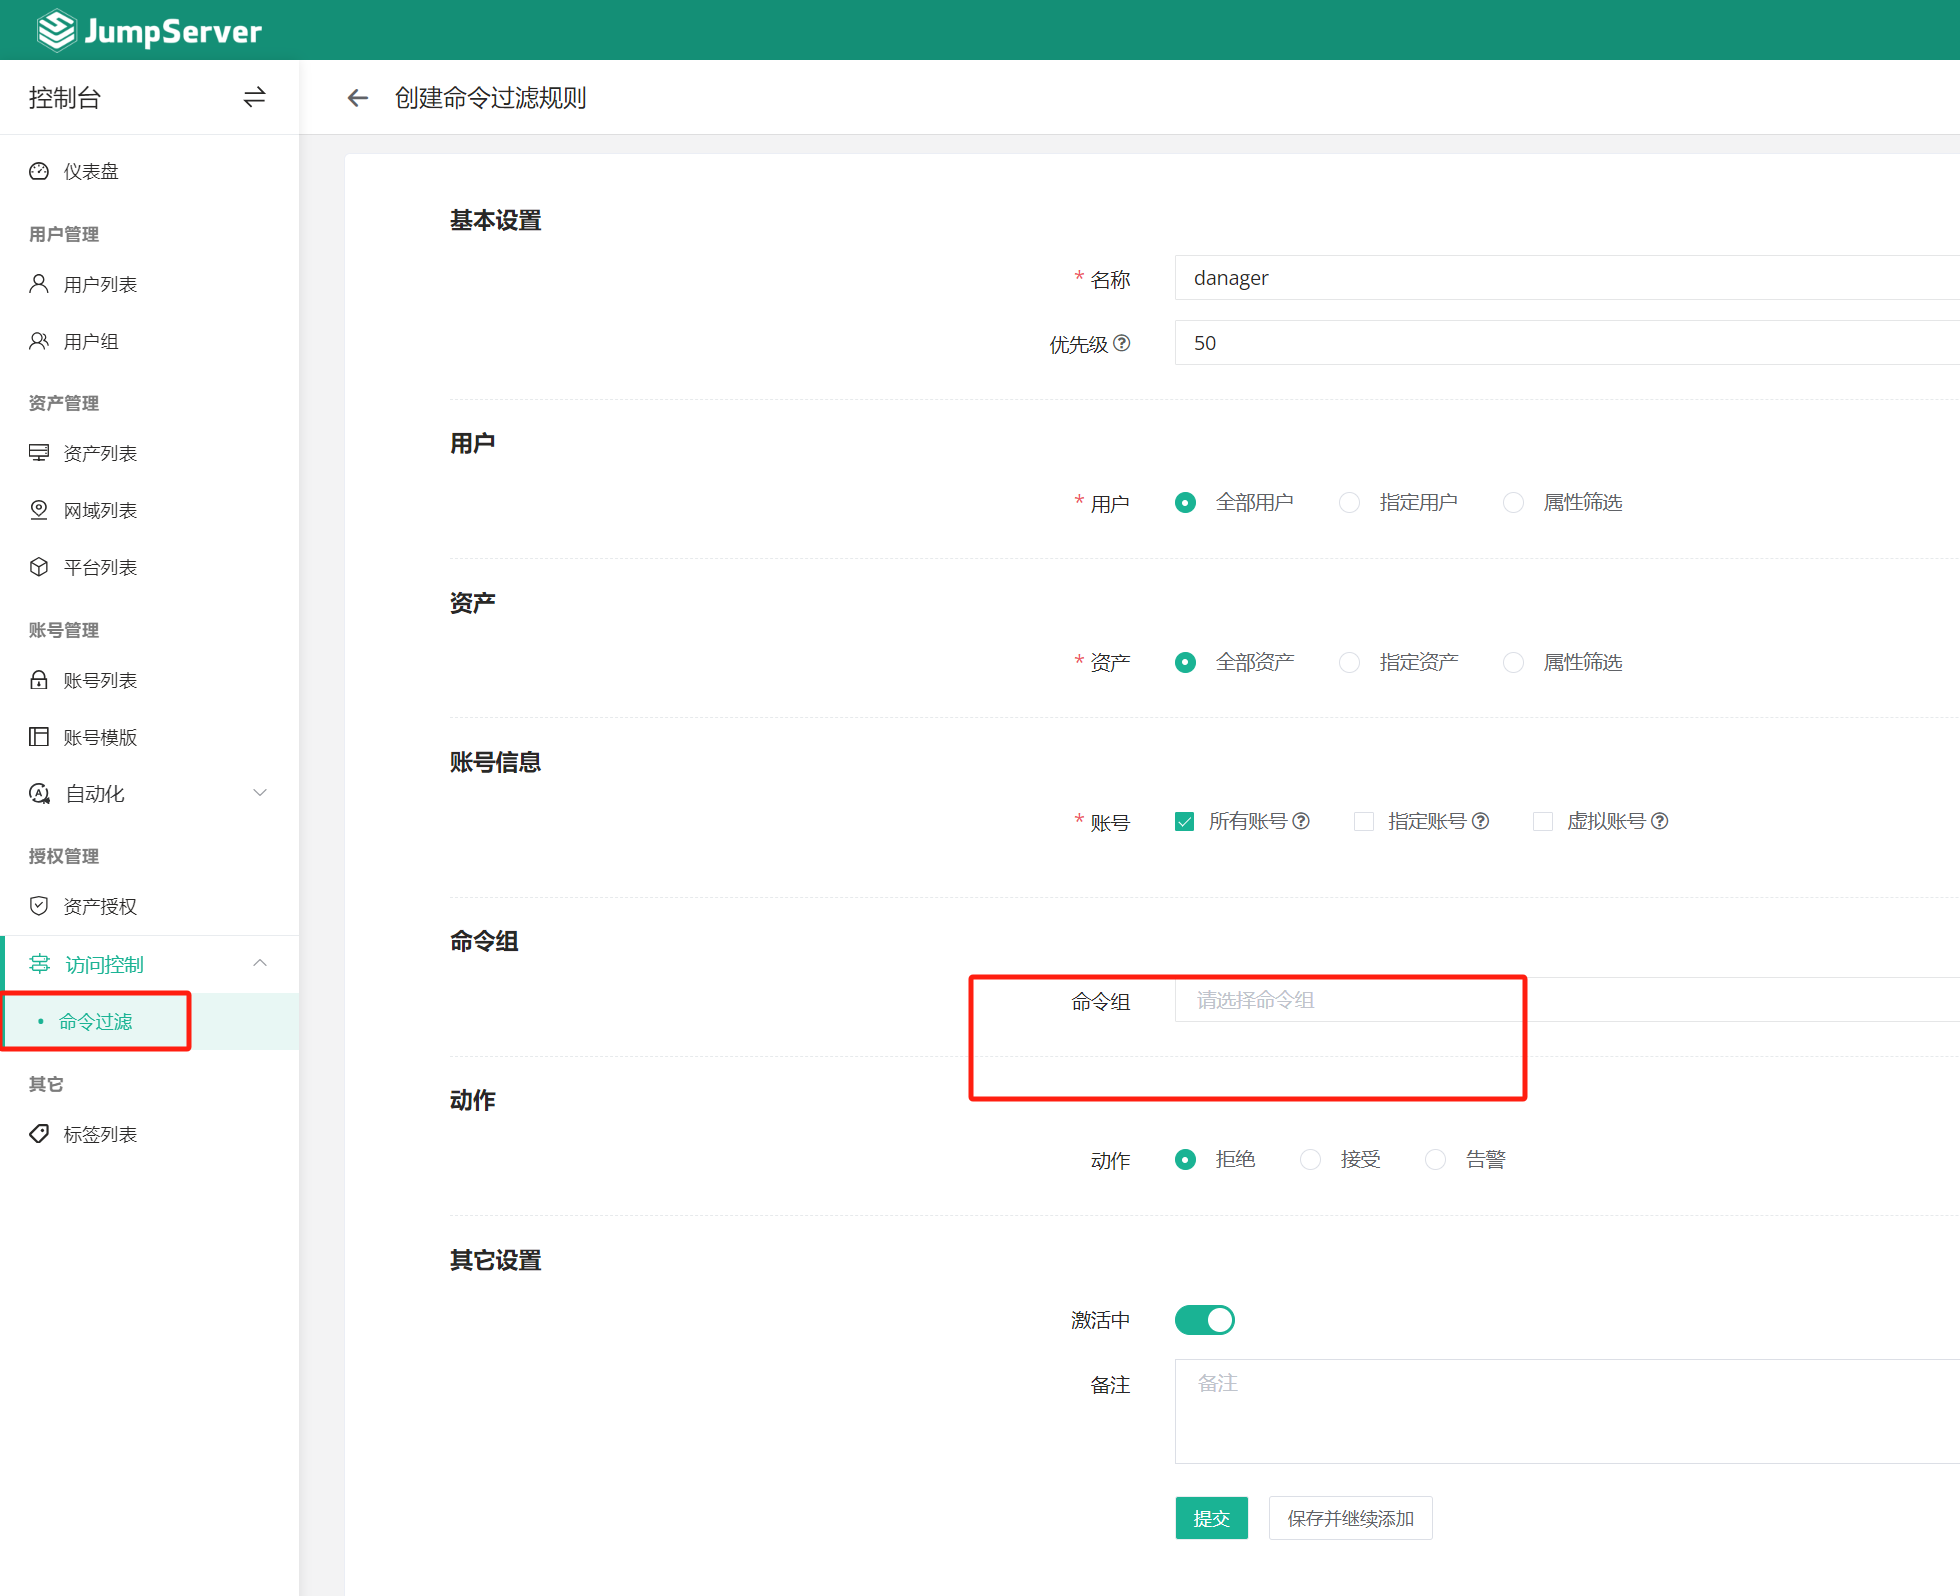 JumpServer
控制台
创建命令过滤规则
仪表盘
用户管理
用户列表
用户组
资产管理
资产列表
网域列表
平台列表
账号管理
账号列表
账号模版
自动化
授权管理
资产授权
访问控制
命令过滤
其它
标签列表
基本设置
* 名称 danager
优先级 50
用户
* 用户 全部用户 指定用户 属性筛选
资产
* 资产 全部资产 指定资产 属性筛选
账号信息
* 账号 所有账号 指定账号 虚拟账号
命令组
命令组 请选择命令组
动作
动作 拒绝 接受 告警
其它设置
激活中
备注 备注
提交 保存并继续添加